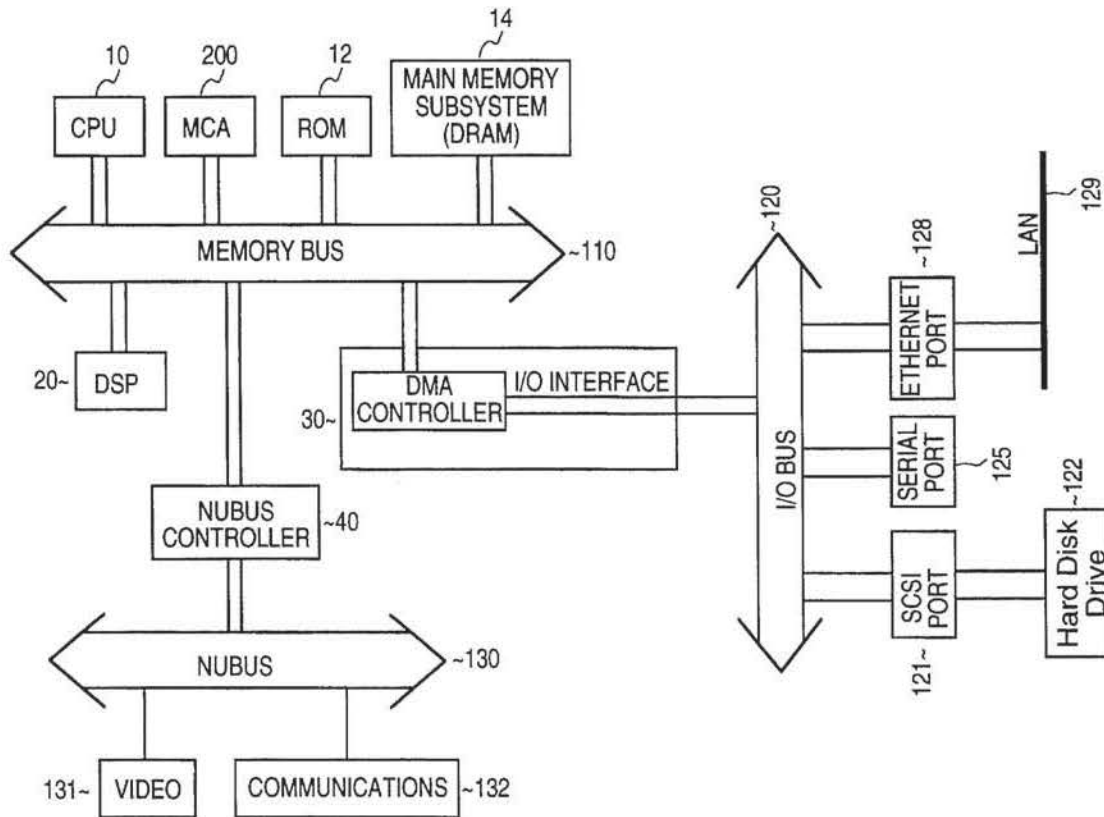 10
200
12
14
CPU
MCA
ROM
MAIN MEMORY
SUBSYSTEM
(DRAM)
MEMORY BUS
~110
20~
DSP
30~
DMA
CONTROLLER
I/O INTERFACE
NUBUS
CONTROLLER
~40
NUBUS
~130
131~
VIDEO
COMMUNICATIONS
~132
~120
I/O BUS
~128
ETHERNET
PORT
LAN
129
SERIAL
PORT
125
SCSI
PORT
121~
~122
Hard Disk
Drive